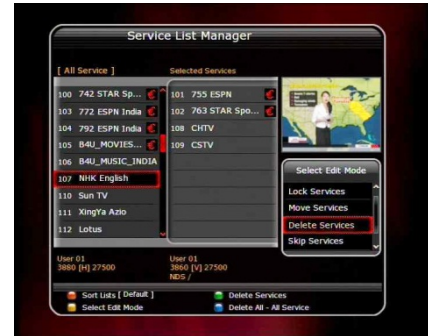 Service List Manager
[ All Service ]
Selected Services
100 742 STAR Sp...
103 772 ESPN India
104 792 ESPN India
105 B4U_MOVIES...
106 B4U_MUSIC_INDIA
107 NHK English
110 Sun TV
111 XingYa Azio
112 Lotus
101 755 ESPN
102 763 STAR Spo...
108 CHTV
109 CSTV
Select Edit Mode
Lock Services
Move Services
Delete Services
Skip Services
User 01
3880 [H] 27500
User 01
3860 [V] 27500
NDS /
Sort Lists [ Default ]
Delete Services
Select Edit Mode
Delete All - All Service